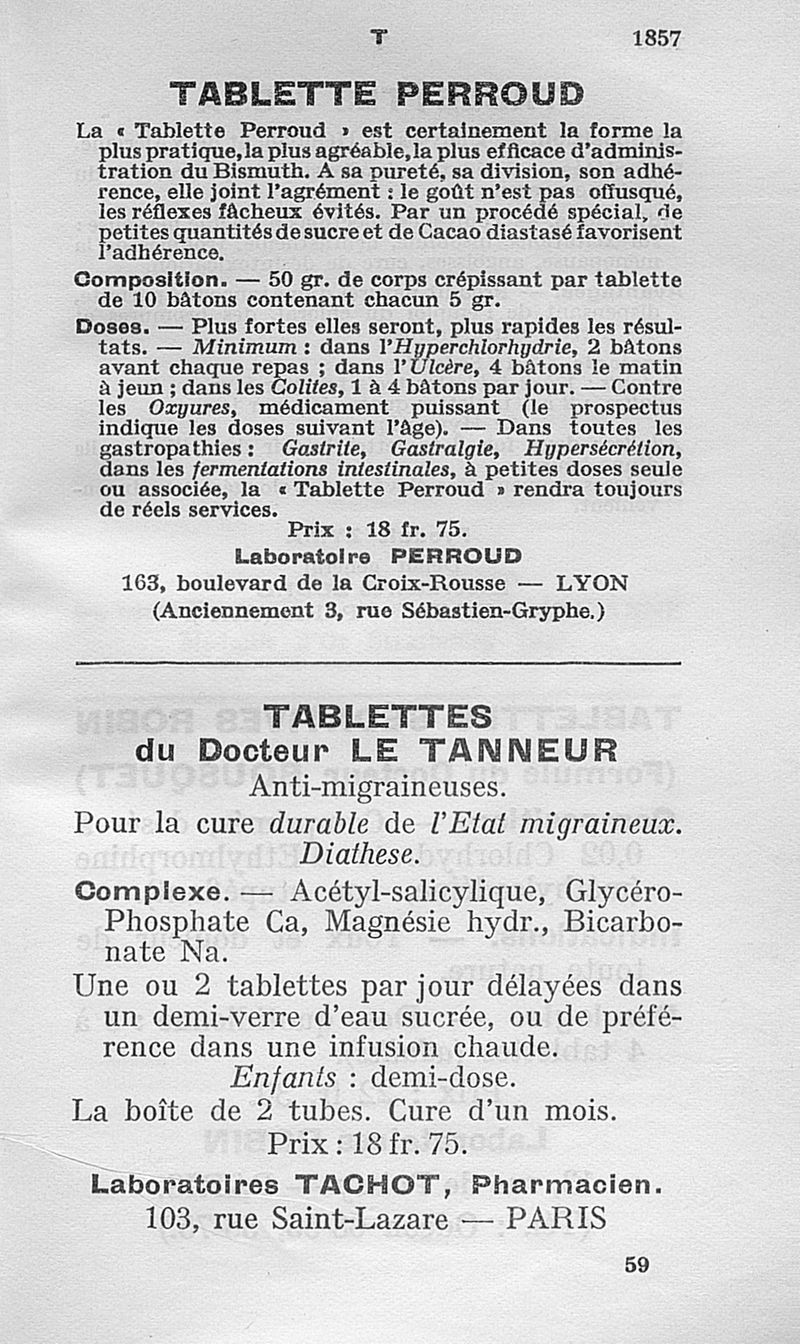 T 1857
TABLETTE PERROUD
La « Tablette Perroud » est certainement la forme la
plus pratique, la plus agréable, la plus efficace d'adminis-
tration du Bismuth. A sa pureté, sa division, son adhé-
rence, elle joint l'agrément : le goût n'est pas offusqué,
les réflexes fâcheux évités. Par un procédé spécial, de
petites quantités de sucre et de Cacao diastasé favorisent
l'adhérence.
Composition. — 50 gr. de corps crépissant par tablette
de 10 bâtons contenant chacun 5 gr.
Doses. — Plus fortes elles seront, plus rapides les résul-
tats. — Minimum : dans l'Hyperchlorhydrie, 2 bâtons
avant chaque repas ; dans l'Ulcère, 4 bâtons le matin
à jeun ; dans les Colites, 1 à 4 bâtons par jour. — Contre
les Oxyures, médicament puissant (le prospectus
indique les doses suivant l'âge). — Dans toutes les
gastropathies : Gastrite, Gastralgie, Hypersécrétion,
dans les fermentations intestinales, à petites doses seule
ou associée, la « Tablette Perroud » rendra toujours
de réels services.
Prix : 18 fr. 75.
Laboratoire PERROUD
163, boulevard de la Croix-Rousse — LYON
(Anciennement 3, rue Sébastien-Gryphe.)
TABLETTES
du Docteur LE TANNEUR
Anti-migraineuses.
Pour la cure durable de l'Etat migraineux.
Diathese.
Complexe. — Acétyl-salicylique, Glycéro-
Phosphate Ca, Magnésie hydr., Bicarbo-
nate Na.
Une ou 2 tablettes par jour délayées dans
un demi-verre d'eau sucrée, ou de préfé-
rence dans une infusion chaude.
Enfants : demi-dose.
La boîte de 2 tubes. Cure d'un mois.
Prix : 18 fr. 75.
Laboratoires TACHOT, Pharmacien.
103, rue Saint-Lazare — PARIS
59